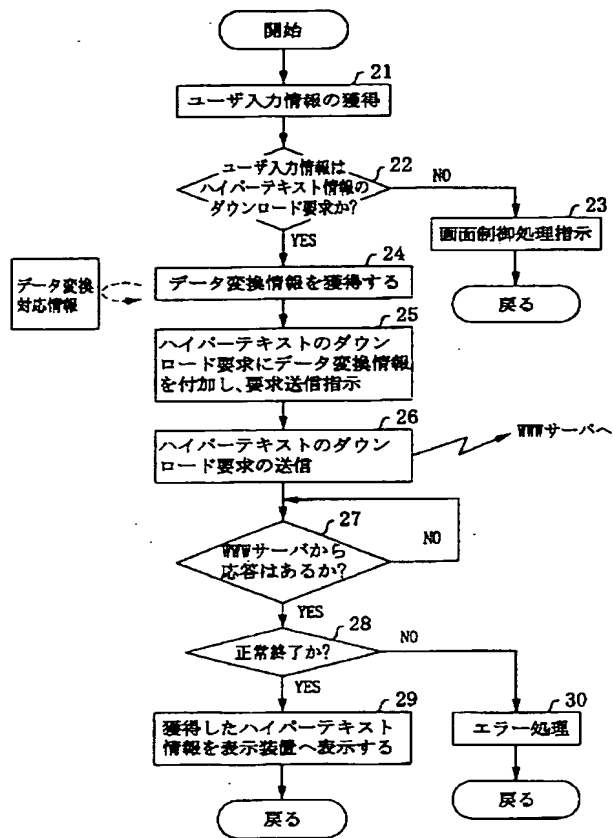 開始
21
ユーザ入力情報の獲得
22
ユーザ入力情報は
ハイパーテキスト情報の
ダウンロード要求か?
NO
YES
23
画面制御処理指示
戻る
24
データ変換情報を獲得する
データ変換
対応情報
25
ハイパーテキストのダウン
ロード要求にデータ変換情報
を付加し、要求送信指示
26
ハイパーテキストのダウ
ンロード要求の送信
WWWサーバへ
27
WWWサーバから
応答はあるか?
NO
YES
28
正常終了か?
NO
YES
29
獲得したハイパーテキスト
情報を表示装置へ表示する
戻る
30
エラー処理
戻る